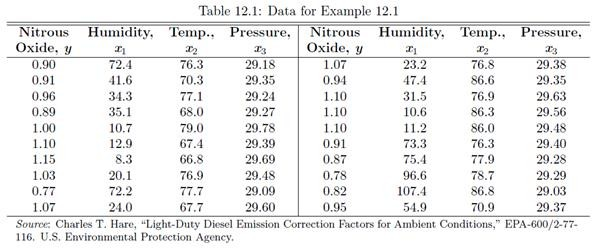 Table 12.1: Data for Example 12.1
Nitrous Humidity, Temp., Pressure, Nitrous Humidity, Temp., Pressure,
Oxide, y x1 x2 x3 Oxide, y x1 x2 x3
0.90 72.4 76.3 29.18 1.07 23.2 76.8 29.38
0.91 41.6 70.3 29.35 0.94 47.4 86.6 29.35
0.96 34.3 77.1 29.24 1.10 31.5 76.9 29.63
0.89 35.1 68.0 29.27 1.10 10.6 86.3 29.56
1.00 10.7 79.0 29.78 1.10 11.2 86.0 29.48
1.10 12.9 67.4 29.39 0.91 73.3 76.3 29.40
1.15 8.3 66.8 29.69 0.87 75.4 77.9 29.28
1.03 20.1 76.9 29.48 0.78 96.6 78.7 29.29
0.77 72.2 77.7 29.09 0.82 107.4 86.8 29.03
1.07 24.0 67.7 29.60 0.95 54.9 70.9 29.37
Source: Charles T. Hare, “Light-Duty Diesel Emission Correction Factors for Ambient Conditions,” EPA-600/2-77-
116. U.S. Environmental Protection Agency.